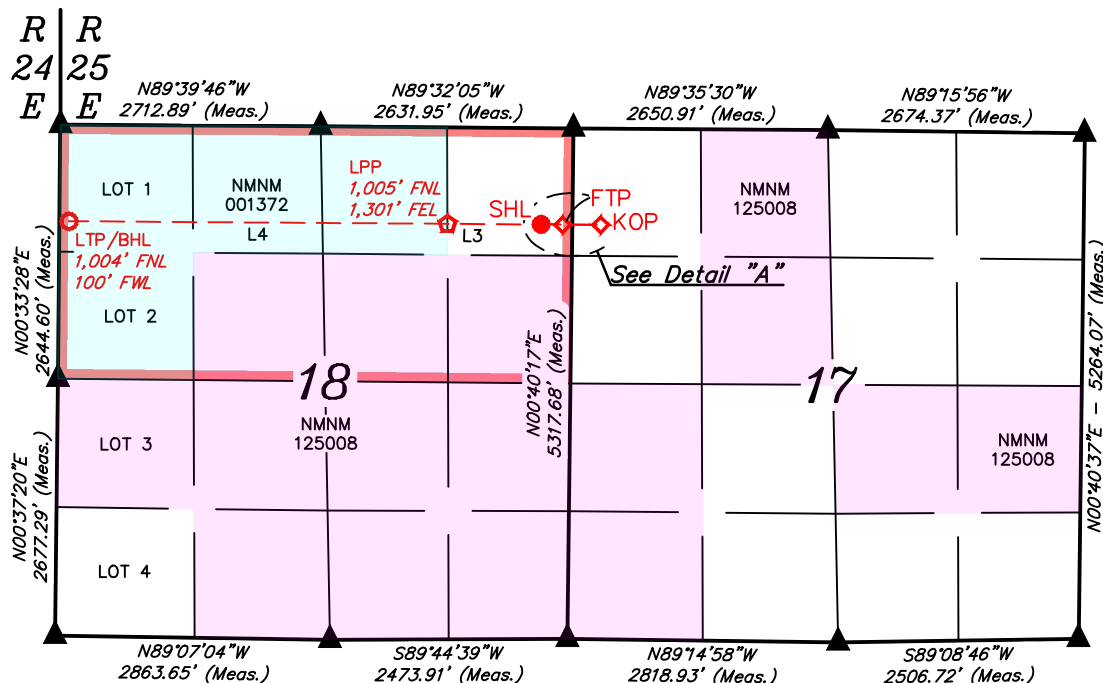 R R
24 25
E E
N89°39'46"W
2712.89' (Meas.)
N89°32'05"W
2631.95' (Meas.)
N89°35'30"W
2650.91' (Meas.)
N89°15'56"W
2674.37' (Meas.)
LOT 1
NMNM
001372
L4
LPP
1,005' FNL
1,301' FEL
L3
SHL
FTP
KOP
NMNM
125008
LTP/BHL
1,004' FNL
100' FWL
See Detail "A"
LOT 2
N00°33'28"E
2644.60' (Meas.)
N00°40'17"E
5317.68' (Meas.)
18
17
NMNM
125008
LOT 3
NMNM
125008
N00°40'37"E - 5264.07' (Meas.)
N00°37'20"E
2677.29' (Meas.)
LOT 4
N89°07'04"W
2863.65' (Meas.)
S89°44'39"W
2473.91' (Meas.)
N89°14'58"W
2818.93' (Meas.)
S89°08'46"W
2506.72' (Meas.)